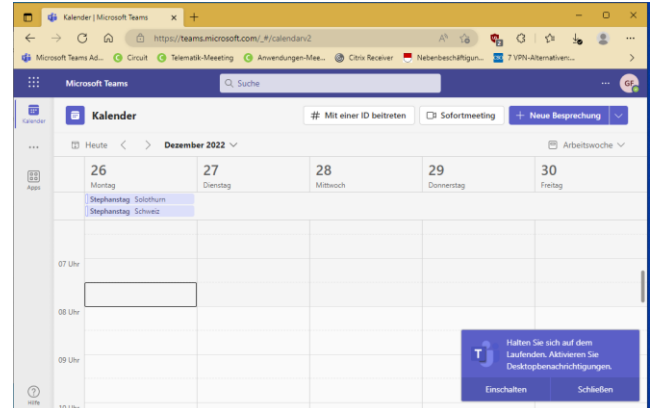 Kalender | Microsoft Teams
https://teams.microsoft.com/_#/calendarv2
Microsoft Teams Ad... Circuit Telematik-Meeeting Anwendungen-Mee... Citrix Receiver Nebenbeschäftigun... 7 VPN-Alternativen:...
Microsoft Teams Suche GF
Kalender
Kalender # Mit einer ID beitreten Sofortmeeting + Neue Besprechung
Heute Dezember 2022 Arbeitswoche
Apps
26 27 28 29 30
Montag Dienstag Mittwoch Donnerstag Freitag
Stephanstag Solothurn
Stephanstag Schweiz
07 Uhr
08 Uhr
Halten Sie sich auf dem
Laufenden. Aktivieren Sie
Desktopbenachrichtigungen.
09 Uhr
Einschalten Schließen
Hilfe
10 Uhr